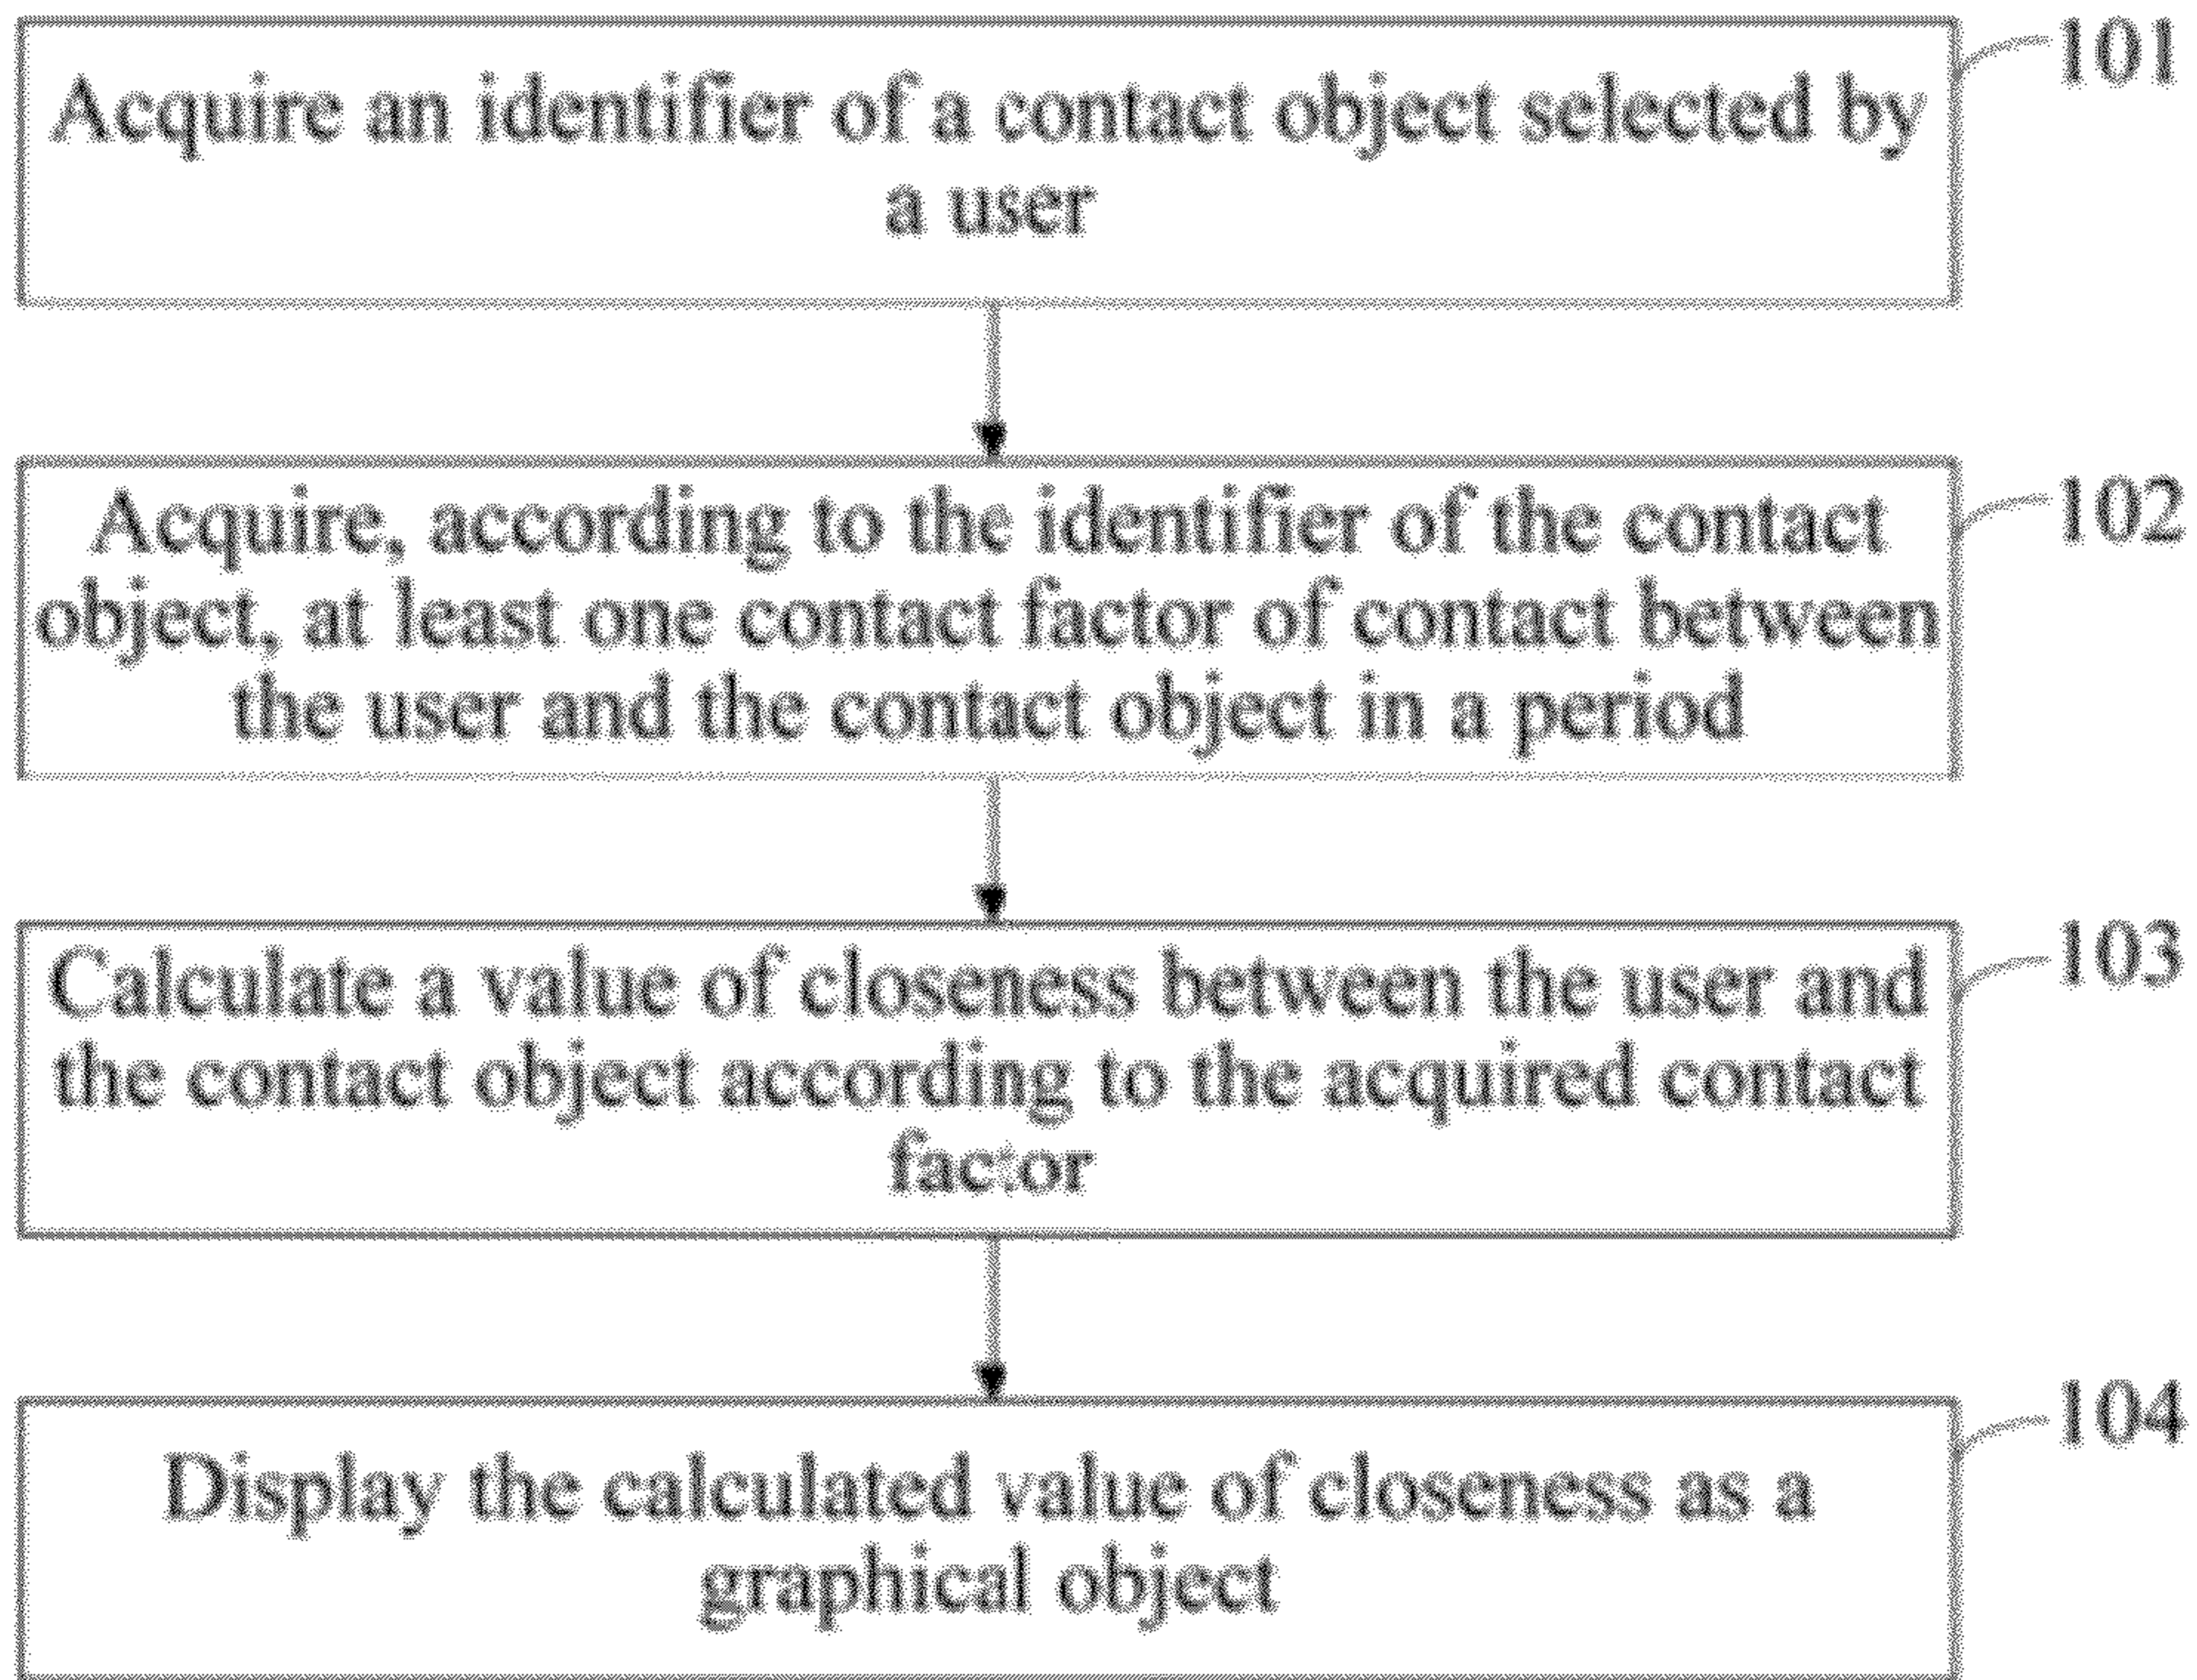 101
Acquire an identifier of a contact object selected by
a user
102
Acquire, according to the identifier of the contact
object, at least one contact factor of contact between
the user and the contact object in a period
103
Calculate a value of closeness between the user and
the contact object according to the acquired contact
factor
104
Display the calculated value of closeness as a
graphical object